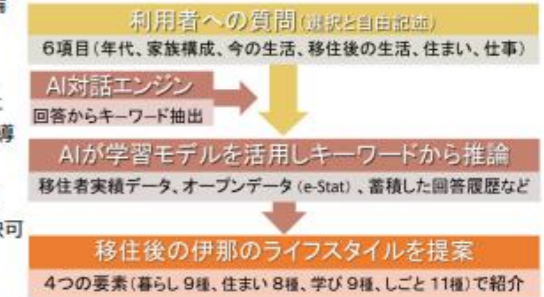 利用者への質問(選択と自由記述)
6項目(年代、家族構成、今の生活、移住後の生活、住まい、仕事)
AI対話エンジン
回答からキーワード抽出
導
AIが学習モデルを活用しキーワードから推論
移住者実績データ、オープンデータ(e-Stat)、蓄積した回答履歴など
可
移住後の伊那のライフスタイルを提案
4つの要素(暮らし9種、住まい8種、学び9種、しごと11種)で紹介